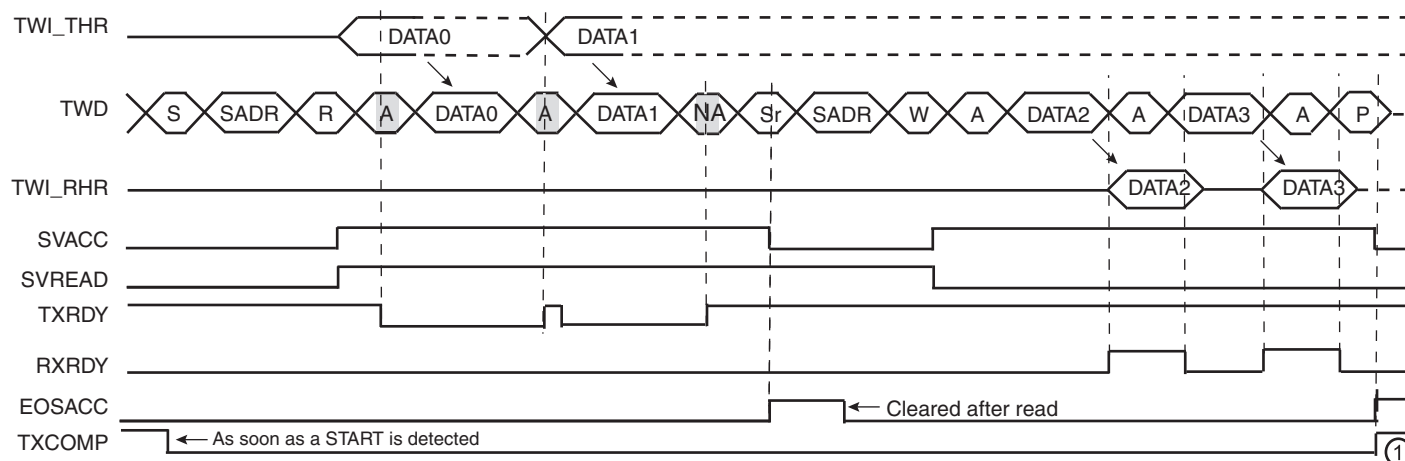 TWI_THR DATA0 DATA1
TWD S SADR R A DATA0 A DATA1 NA Sr SADR W A DATA2 A DATA3 A P
TWI_RHR DATA2 DATA3
SVACC
SVREAD
TXRDY
RXRDY
EOSACC Cleared after read
TXCOMP As soon as a START is detected 1